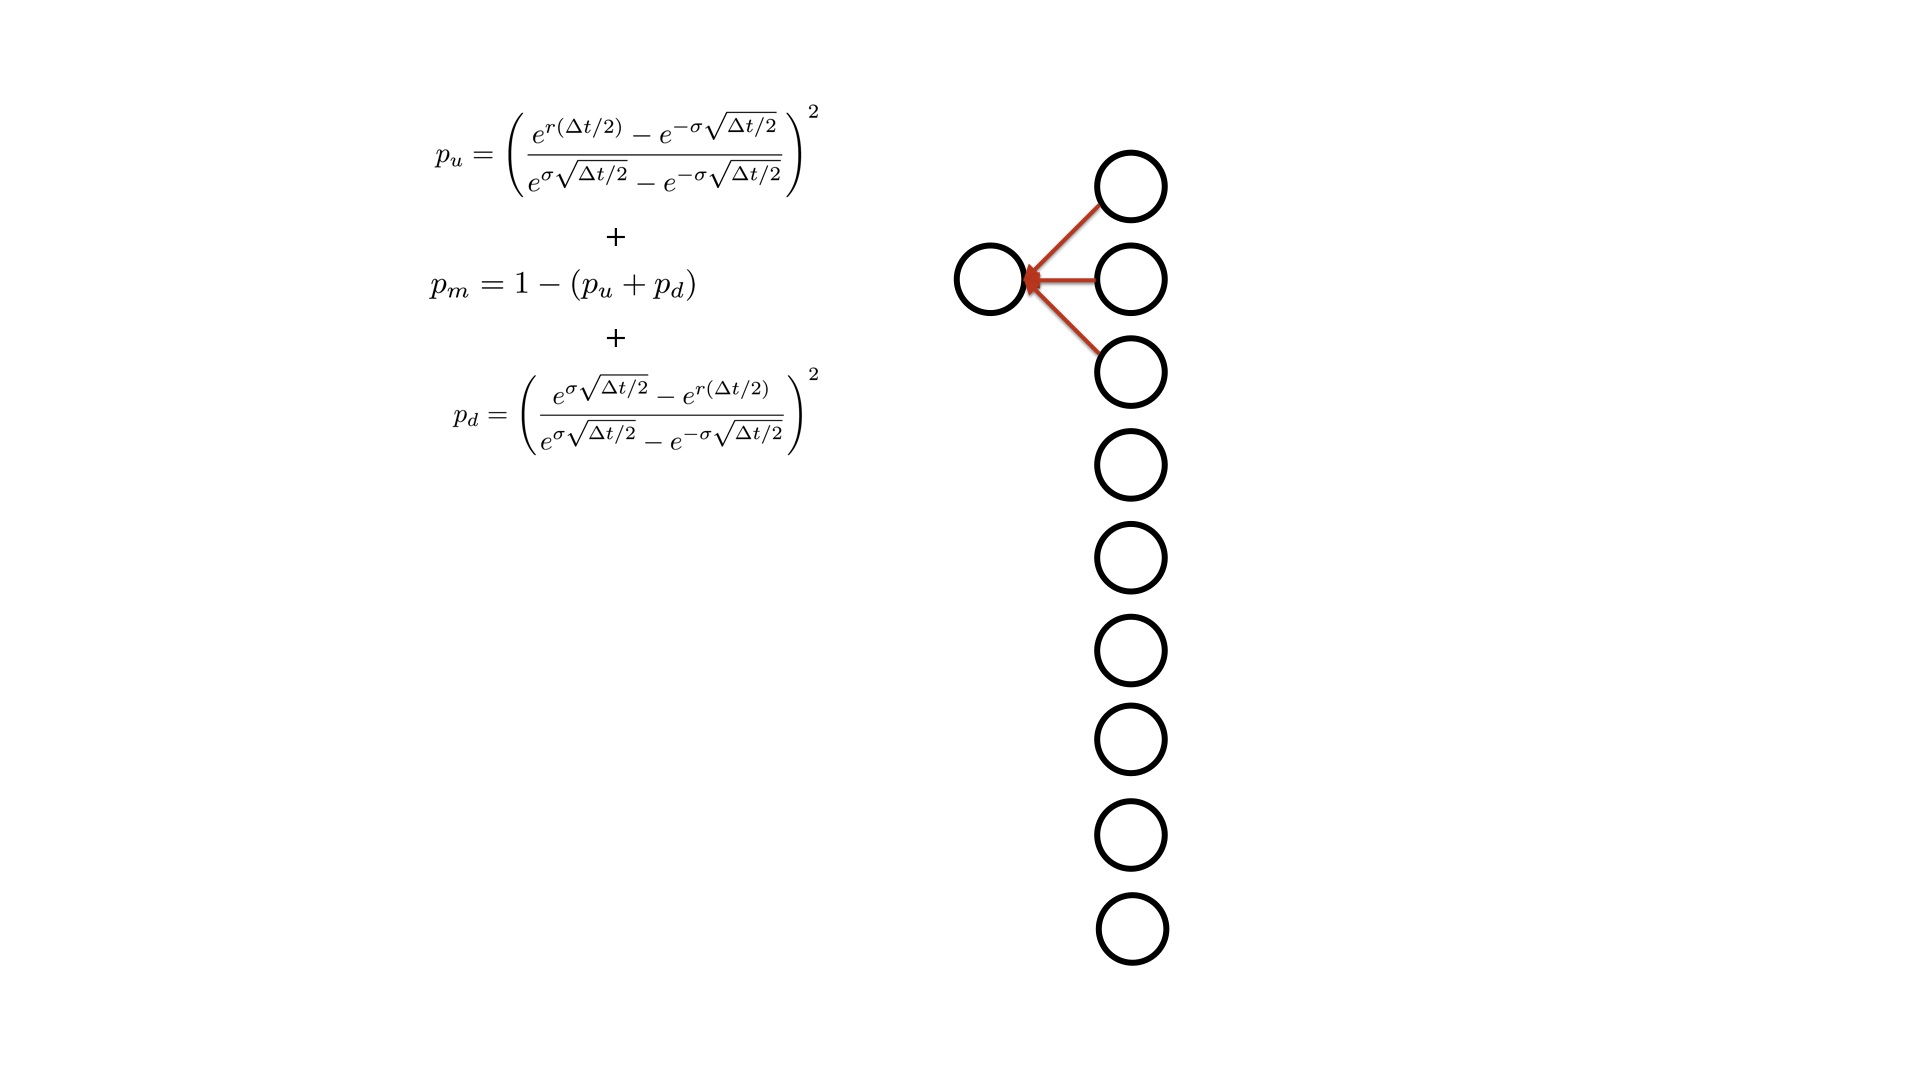 $p_u = \left( \frac{e^{r(\Delta t/2)} - e^{-\sigma\sqrt{\Delta t/2}}}{e^{\sigma\sqrt{\Delta t/2}} - e^{-\sigma\sqrt{\Delta t/2}}} \right)^2$
+
$p_m = 1 - (p_u + p_d)$
+
$p_d = \left( \frac{e^{\sigma\sqrt{\Delta t/2}} - e^{r(\Delta t/2)}}{e^{\sigma\sqrt{\Delta t/2}} - e^{-\sigma\sqrt{\Delta t/2}}} \right)^2$